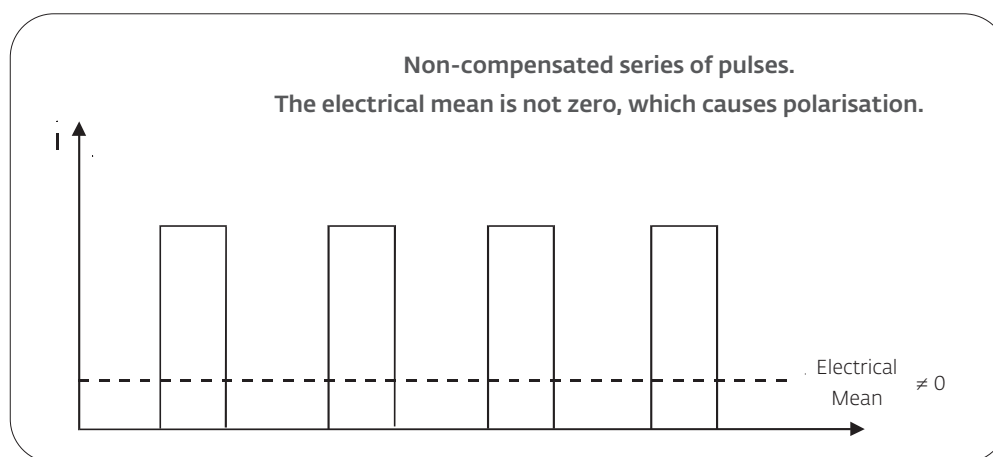 Non-compensated series of pulses.
The electrical mean is not zero, which causes polarisation.
i
Electrical
Mean ≠ 0